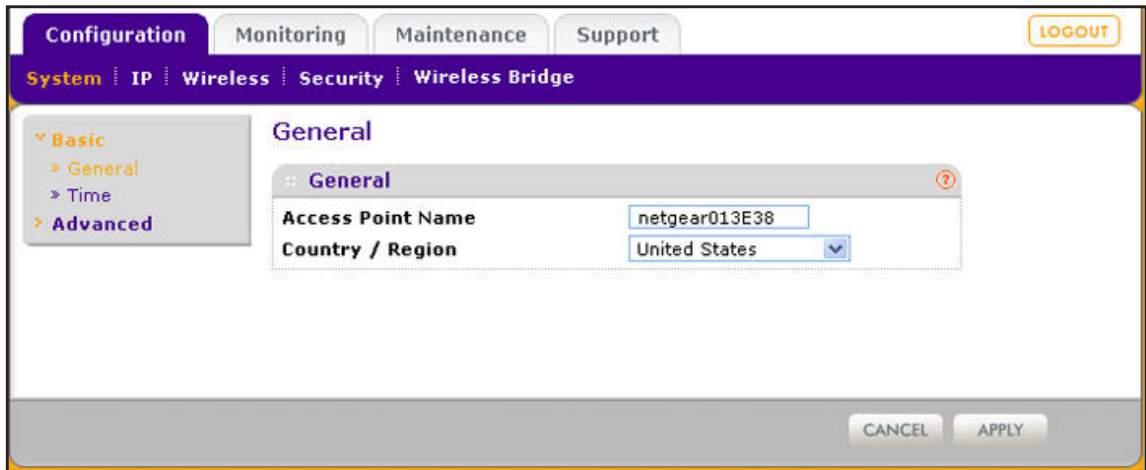 Configuration Monitoring Maintenance Support LOGOUT
System IP Wireless Security Wireless Bridge
Basic
General
Time
Advanced
General
General ?
Access Point Name netgear013E38
Country / Region United States
CANCEL APPLY